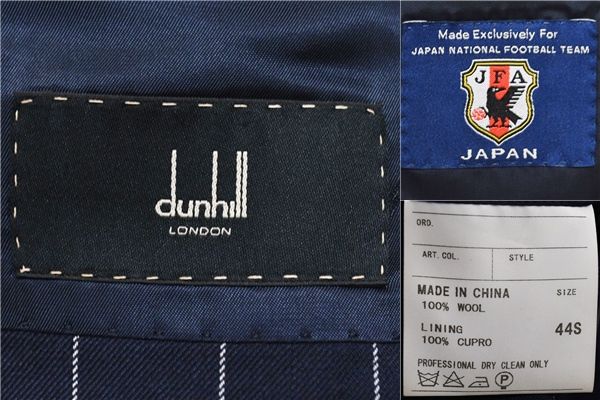 dunhill
LONDON
Made Exclusively For
JAPAN NATIONAL FOOTBALL TEAM
JFA
JAPAN
ORD.
ART. COL.
STYLE
MADE IN CHINA
SIZE
100% WOOL
LINING
44S
100% CUPRO
PROFESSIONAL DRY CLEAN ONLY
P